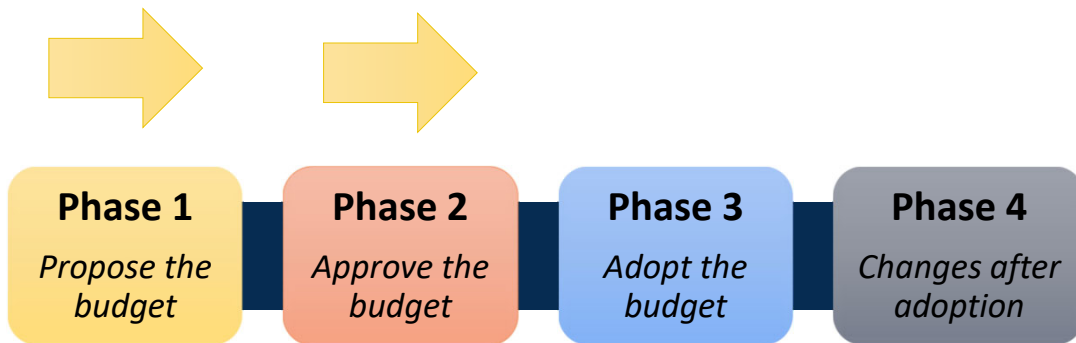 Phase 1
Propose the
budget
Phase 2
Approve the
budget
Phase 3
Adopt the
budget
Phase 4
Changes after
adoption